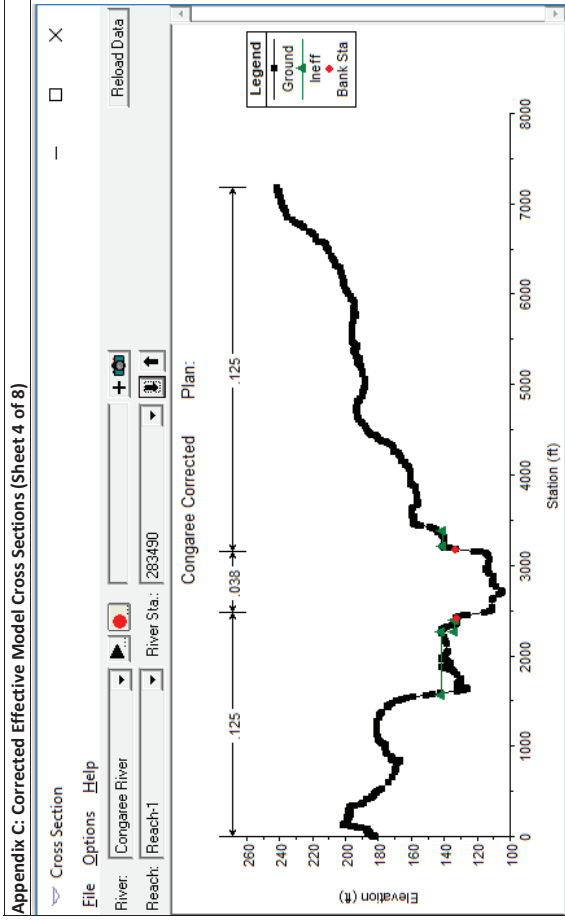 Appendix C: Corrected Effective Model Cross Sections (Sheet 4 of 8)
Cross Section
File Options Help
River: Congaree River
Reload Data
Reach: Reach-1 River Sta.: 283490
Congaree Corrected Plan:
.125 .038 .125
Legend
Ground
Ineff
Bank Sta
Elevation (ft)
260
240
220
200
180
160
140
120
100
0 1000 2000 3000 4000 5000 6000 7000 8000
Station (ft)